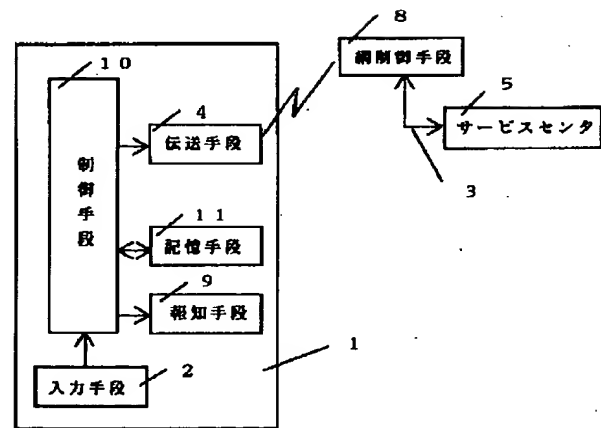 8
網制御手段
10
4
伝送手段
5
サービスセンタ
3
制御手段
11
記憶手段
9
報知手段
1
入力手段
2